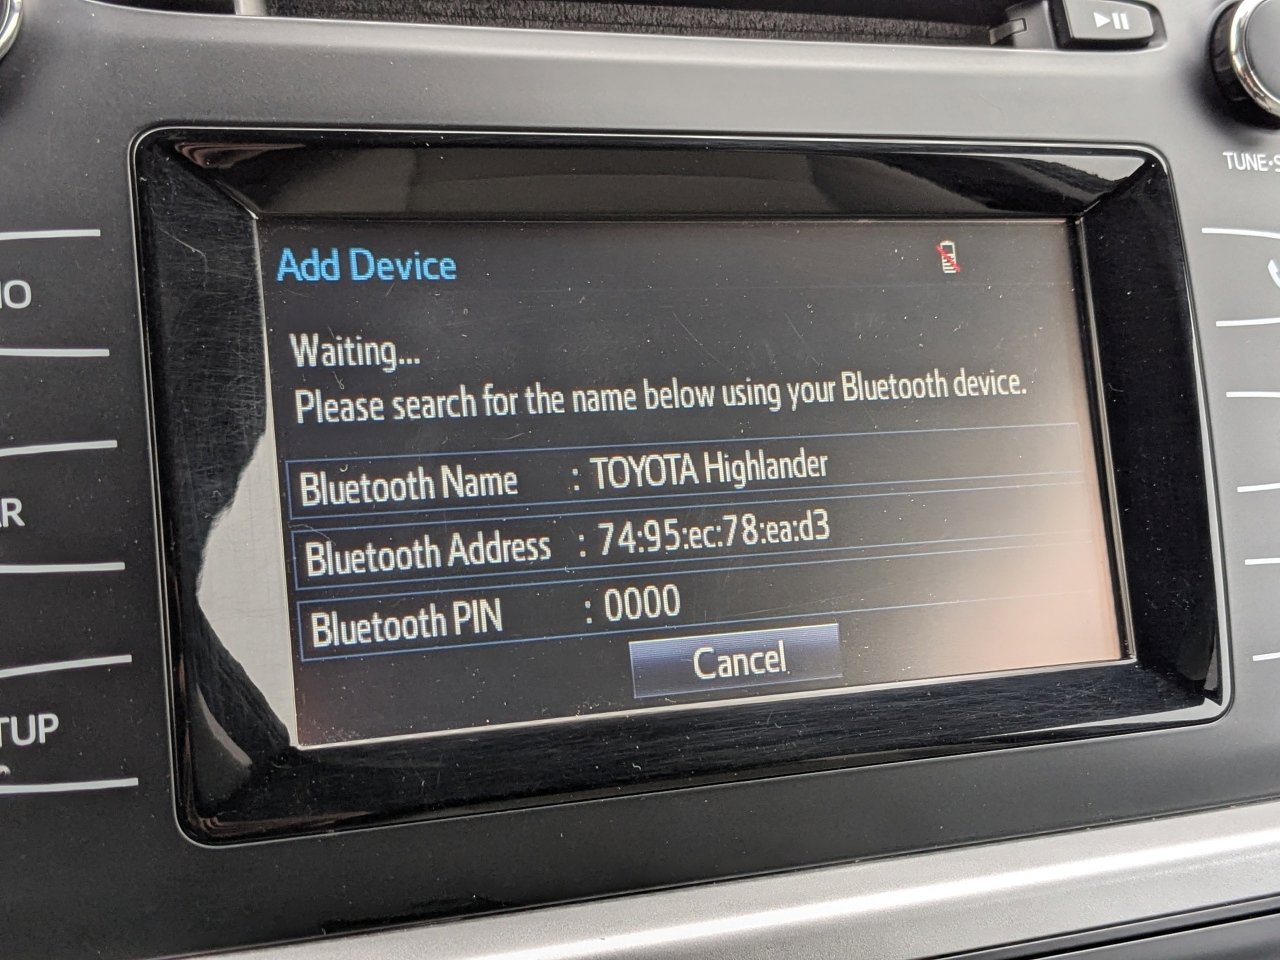 TUNE
Add Device
Waiting...
Please search for the name below using your Bluetooth device.
Bluetooth Name : TOYOTA Highlander
Bluetooth Address : 74:95:ec:78:ea:d3
Bluetooth PIN : 0000
Cancel